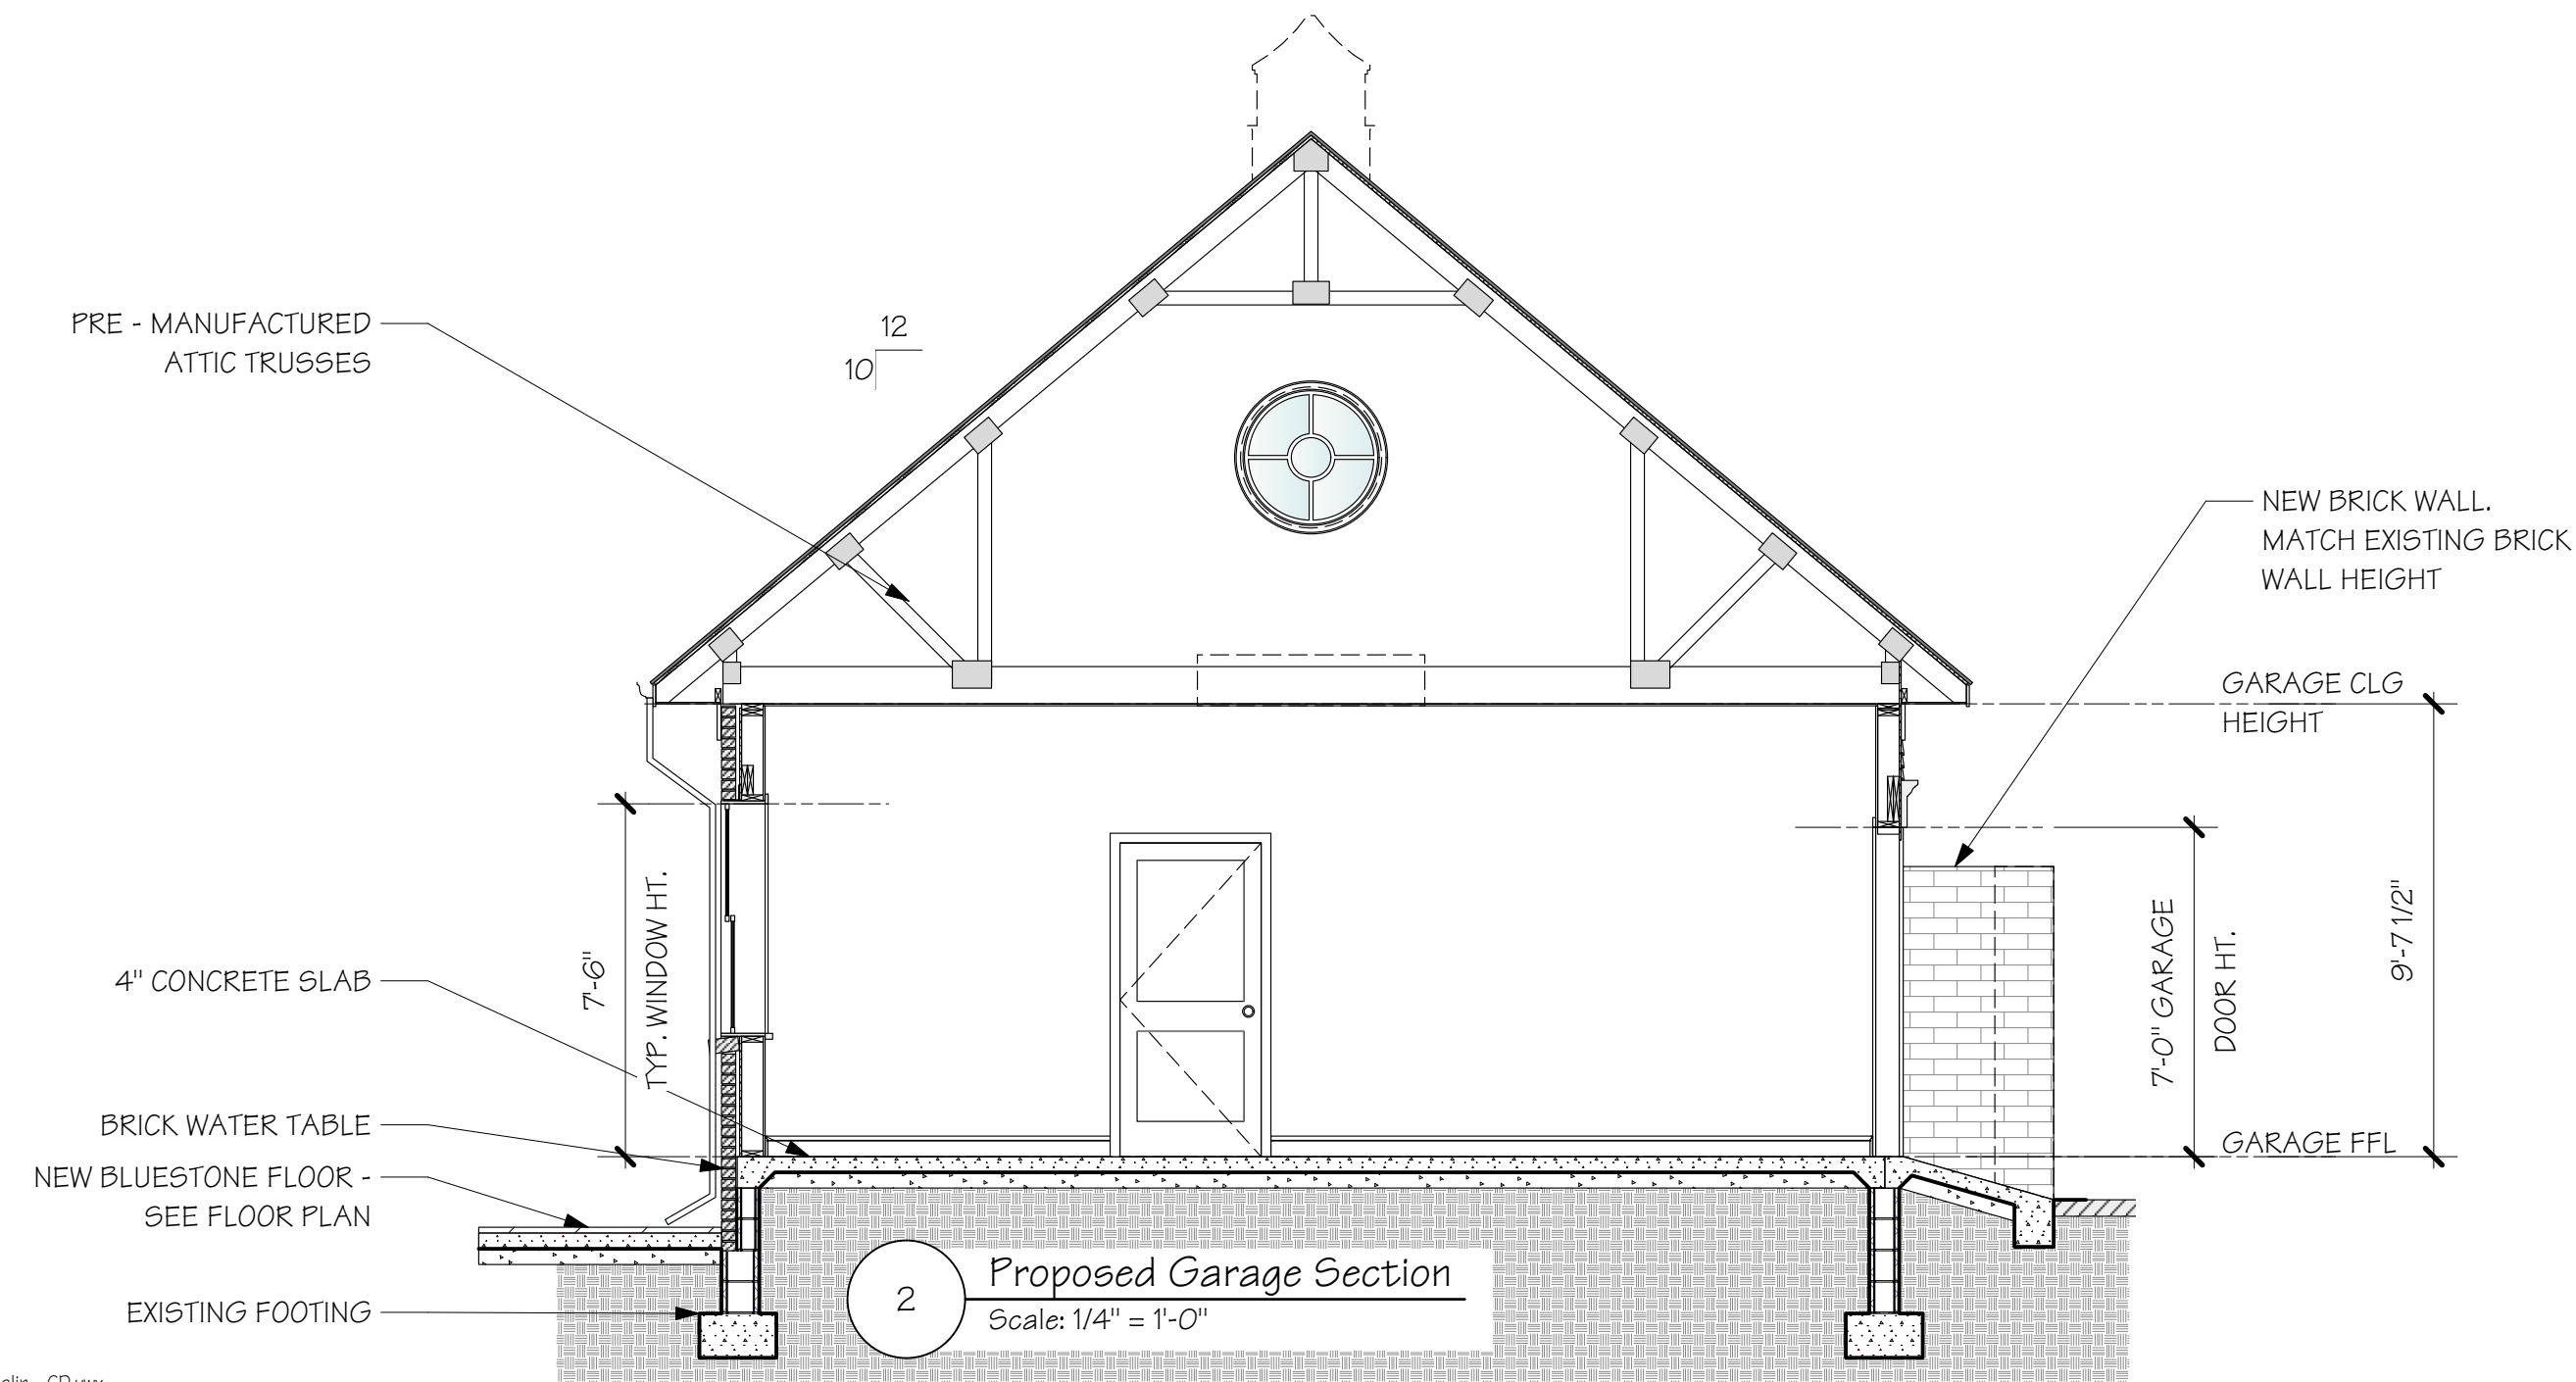 PRE - MANUFACTURED
ATTIC TRUSSES
12
10
NEW BRICK WALL.
MATCH EXISTING BRICK
WALL HEIGHT
GARAGE CLG
HEIGHT
7'-6"
TYP. WINDOW HT.
7'-0" GARAGE
DOOR HT.
9'-7 1/2"
4" CONCRETE SLAB
BRICK WATER TABLE
GARAGE FFL
NEW BLUESTONE FLOOR -
SEE FLOOR PLAN
EXISTING FOOTING
2
Proposed Garage Section
Scale: 1/4" = 1'-0"